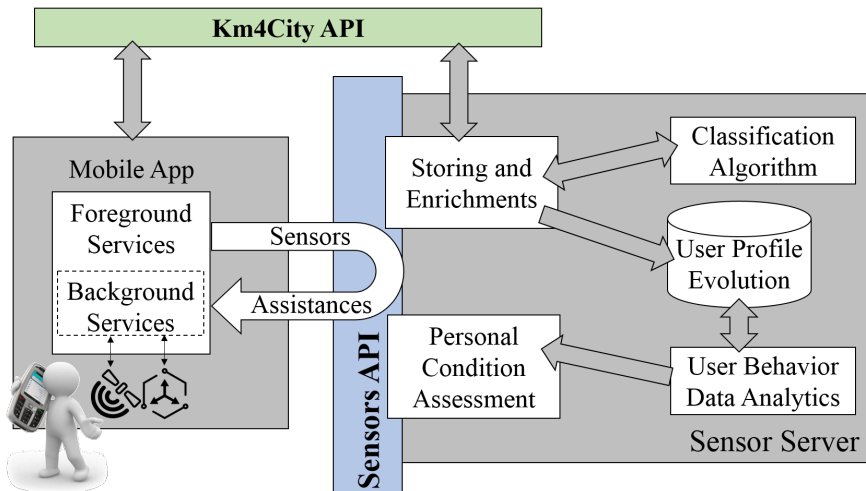 Km4City API
Mobile App
Foreground
Services
Background
Services
Sensors
Assistances
Sensors API
Storing and
Enrichments
Classification
Algorithm
User Profile
Evolution
Personal
Condition
Assessment
User Behavior
Data Analytics
Sensor Server